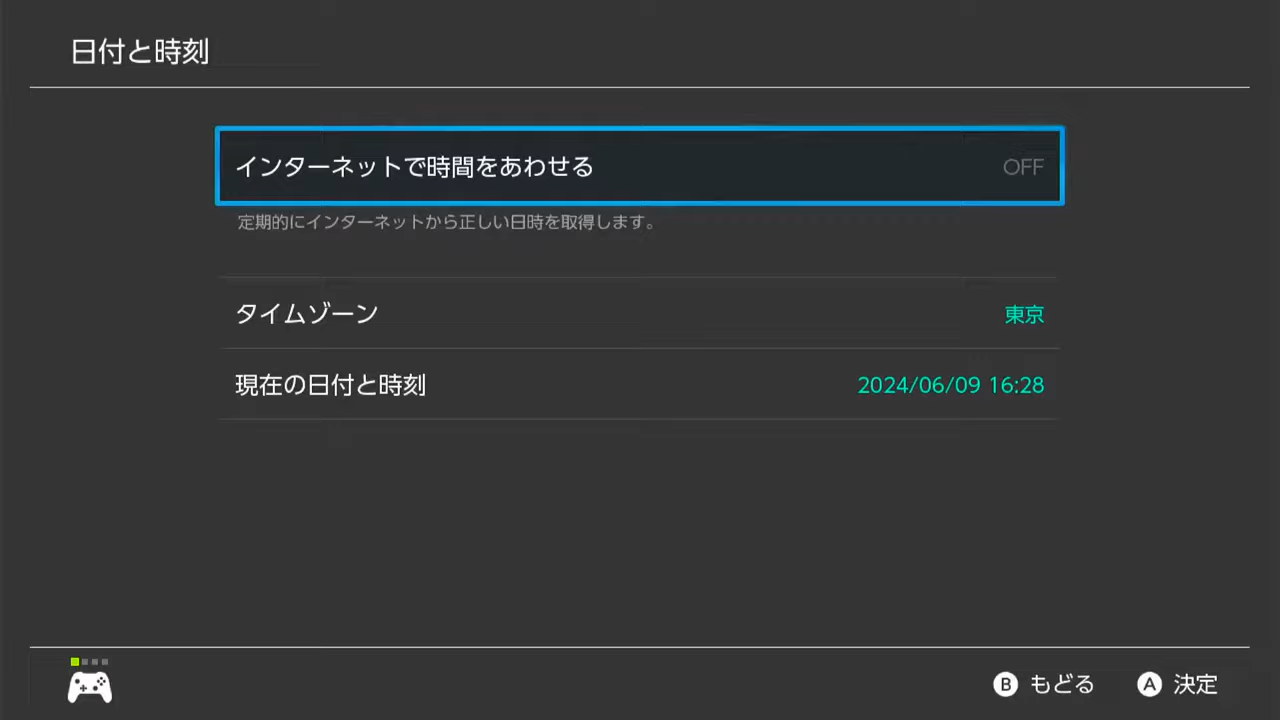 日付と時刻
インターネットで時間をあわせる OFF
定期的にインターネットから正しい日時を取得します。
タイムゾーン 東京
現在の日付と時刻 2024/06/09 16:28
B もどる A 決定